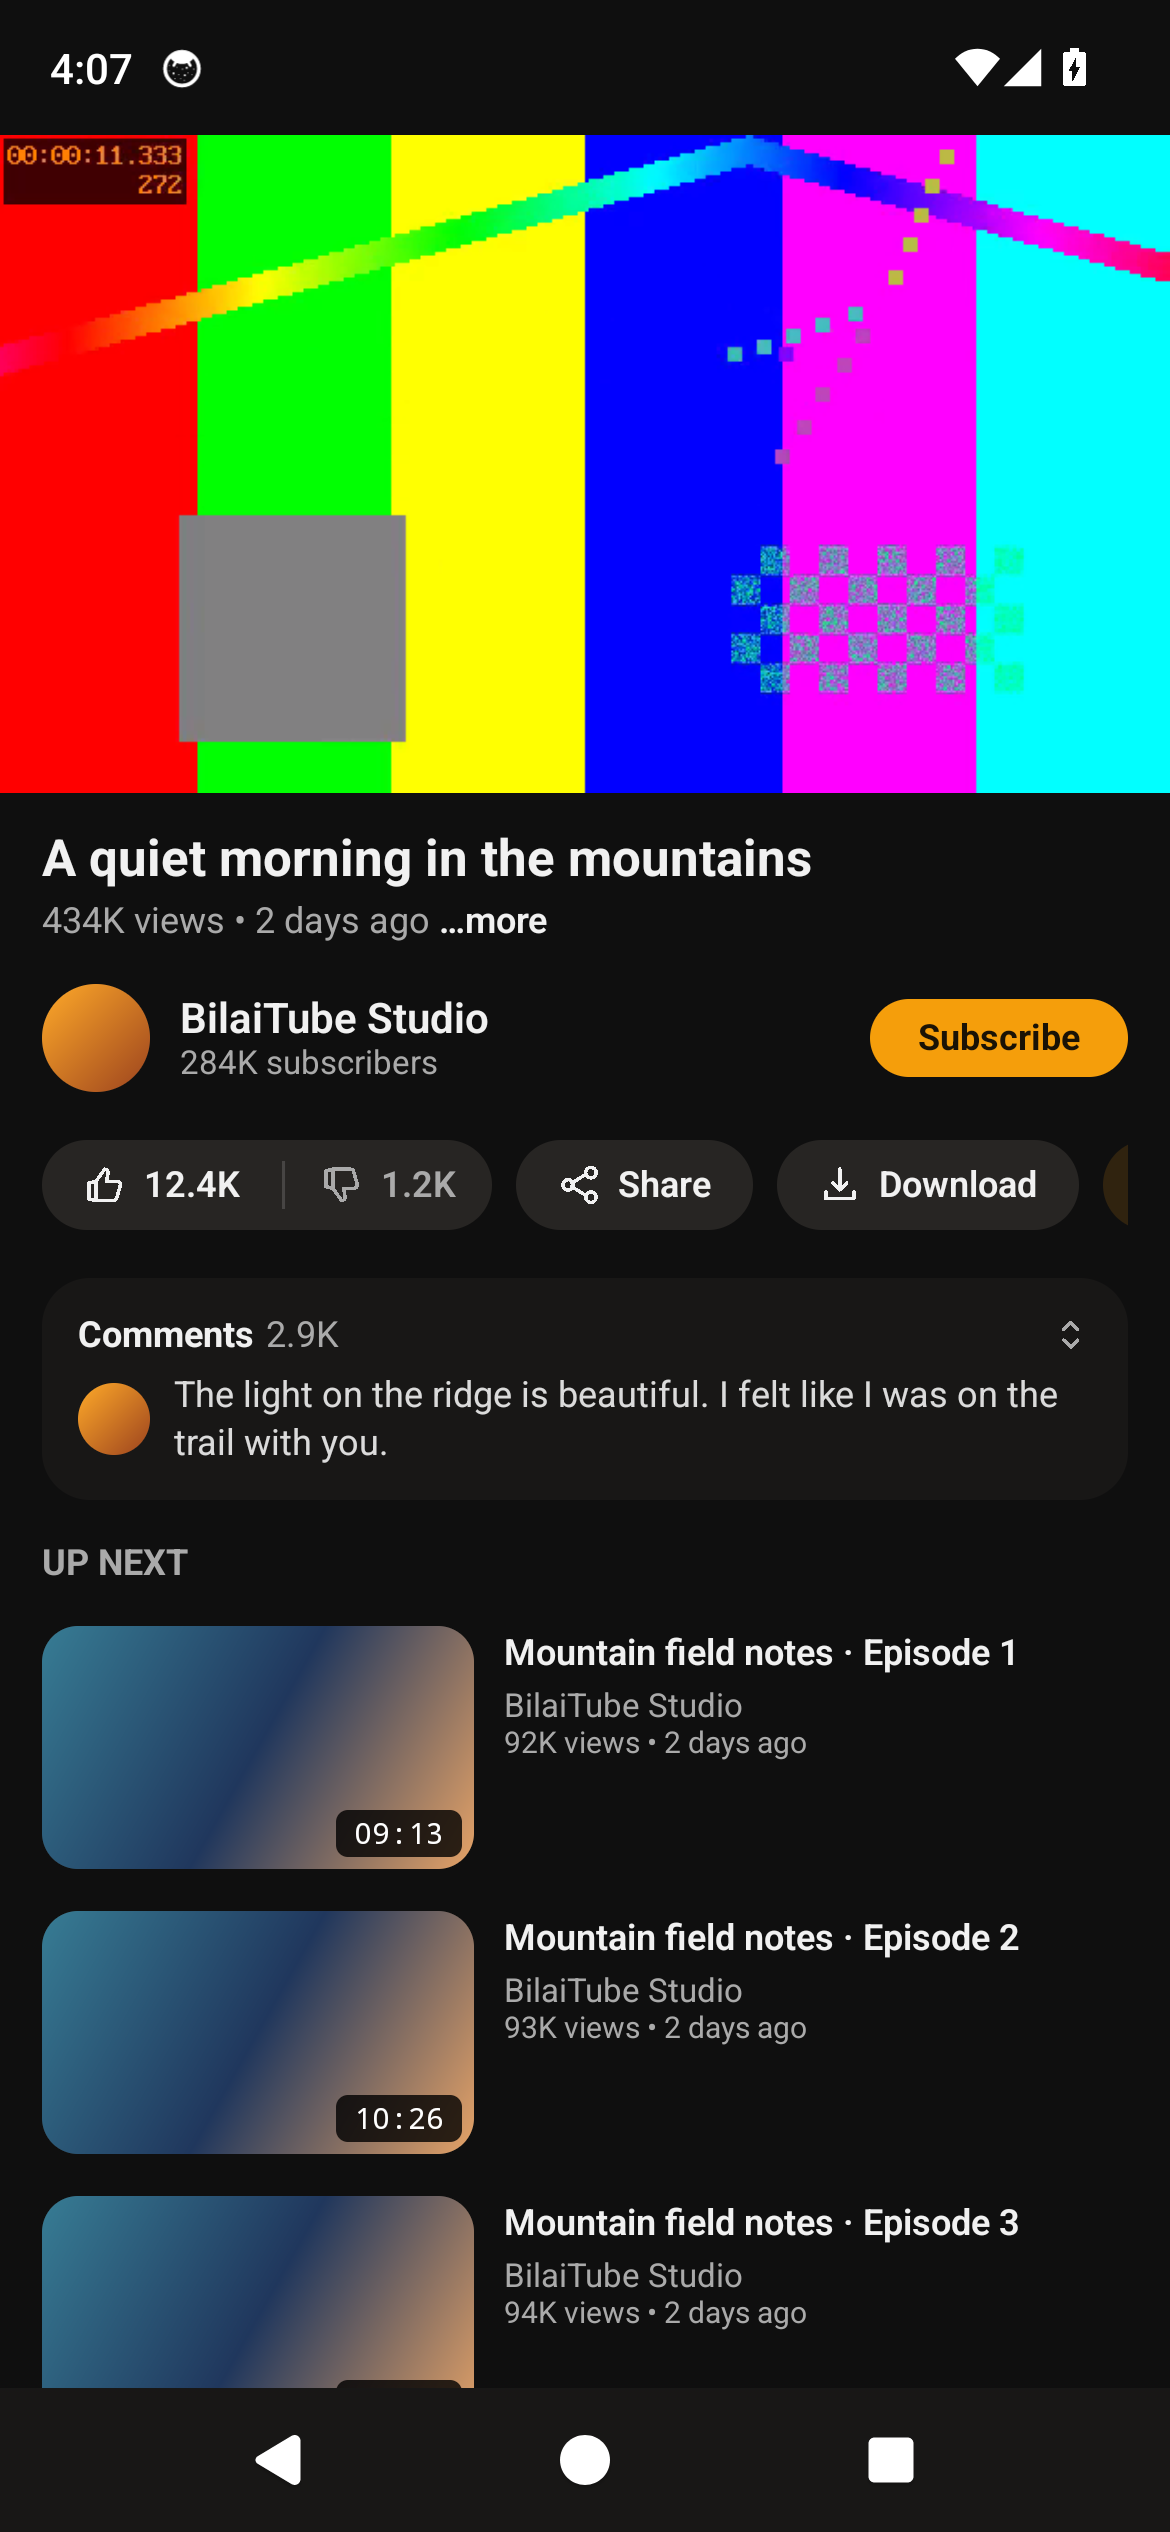 4:07
00:00:11.333
272
A quiet morning in the mountains
434K views • 2 days ago ...more
BilaiTube Studio
284K subscribers
Subscribe
12.4K
1.2K
Share
Download
Comments 2.9K
The light on the ridge is beautiful. I felt like I was on the
trail with you.
UP NEXT
Mountain field notes · Episode 1
BilaiTube Studio
92K views • 2 days ago
09:13
Mountain field notes · Episode 2
BilaiTube Studio
93K views • 2 days ago
10:26
Mountain field notes · Episode 3
BilaiTube Studio
94K views • 2 days ago